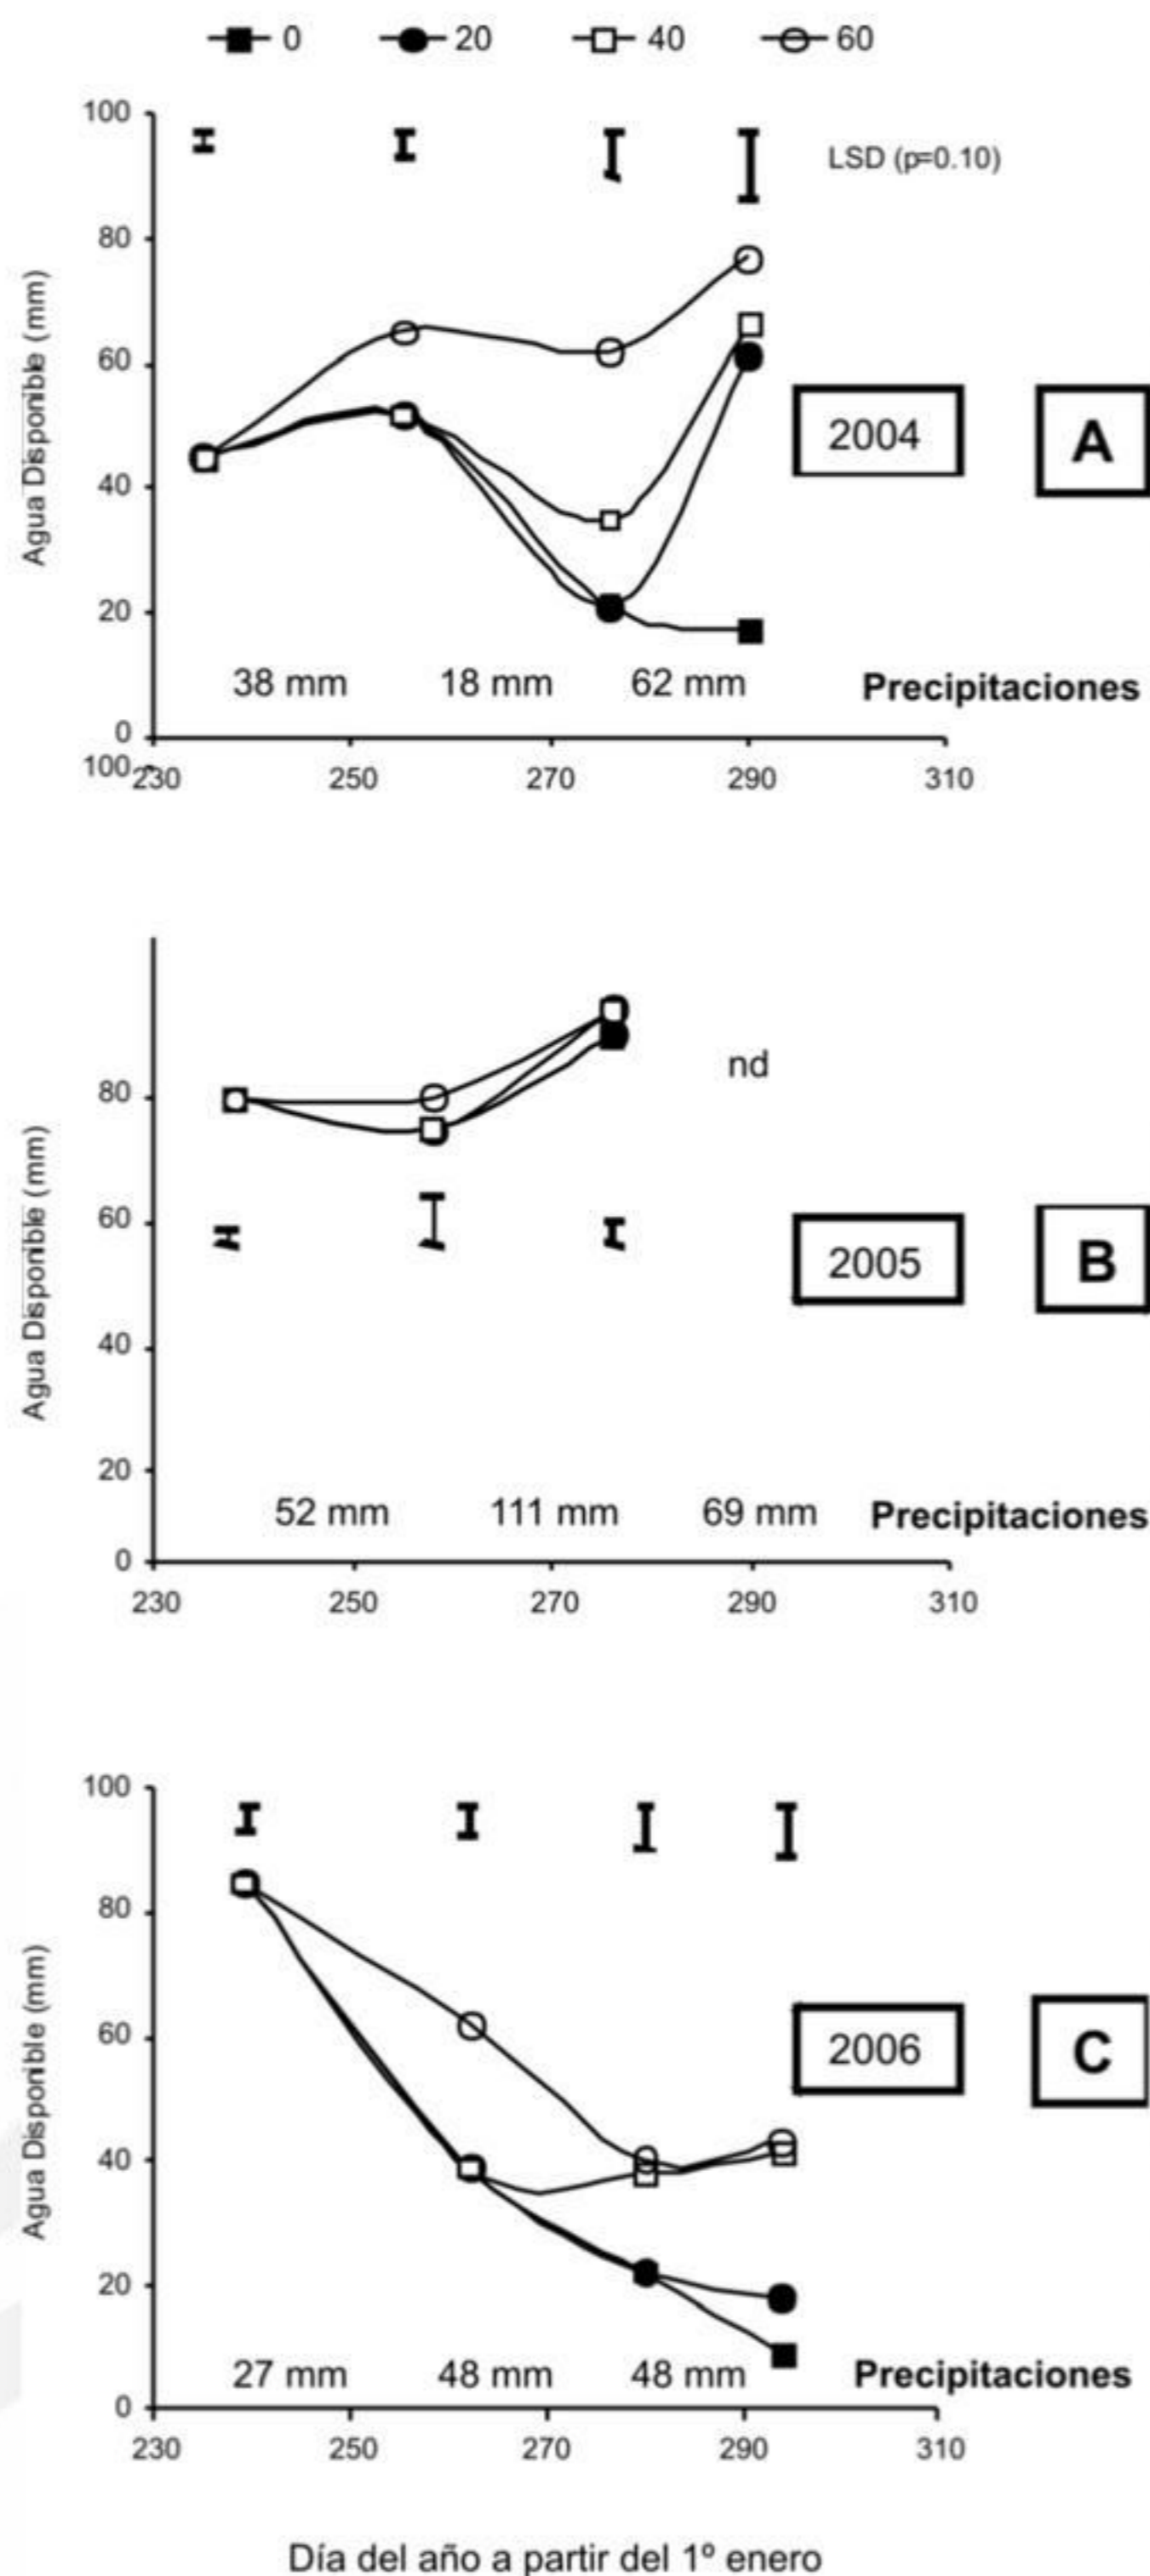 0 20 40 60
100
LSD (p=0.10)
80
60
2004 A
40
20
38 mm 18 mm 62 mm Precipitaciones
0
100
230 250 270 290 310
Agua Disponible (mm)
nd
80
60
2005 B
40
20
52 mm 111 mm 69 mm Precipitaciones
0
230 250 270 290 310
Agua Disponible (mm)
100
80
60
2006 C
40
20
27 mm 48 mm 48 mm Precipitaciones
0
230 250 270 290 310
Agua Disponible (mm)
Día del año a partir del 1º enero